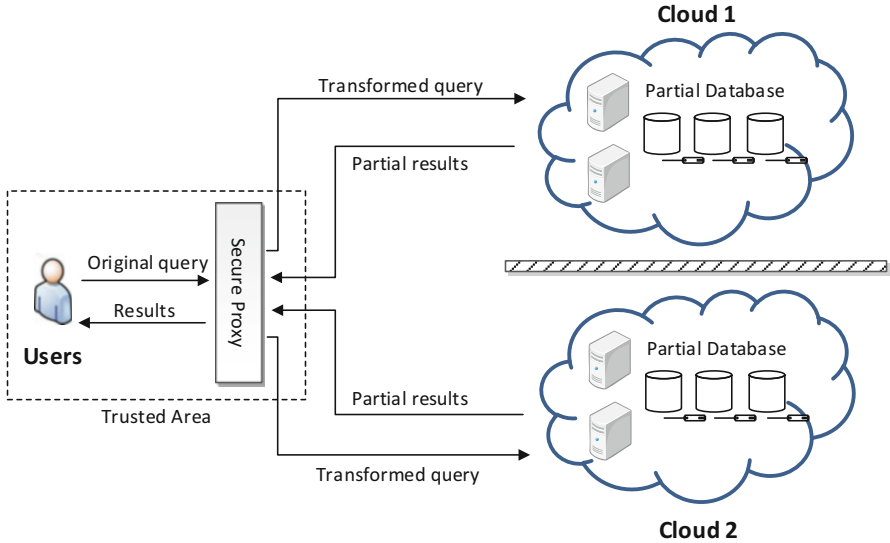 Cloud 1
Transformed query
Partial Database
Partial results
Secure Proxy
Original query
Results
Users
Trusted Area
Partial Database
Partial results
Transformed query
Cloud 2